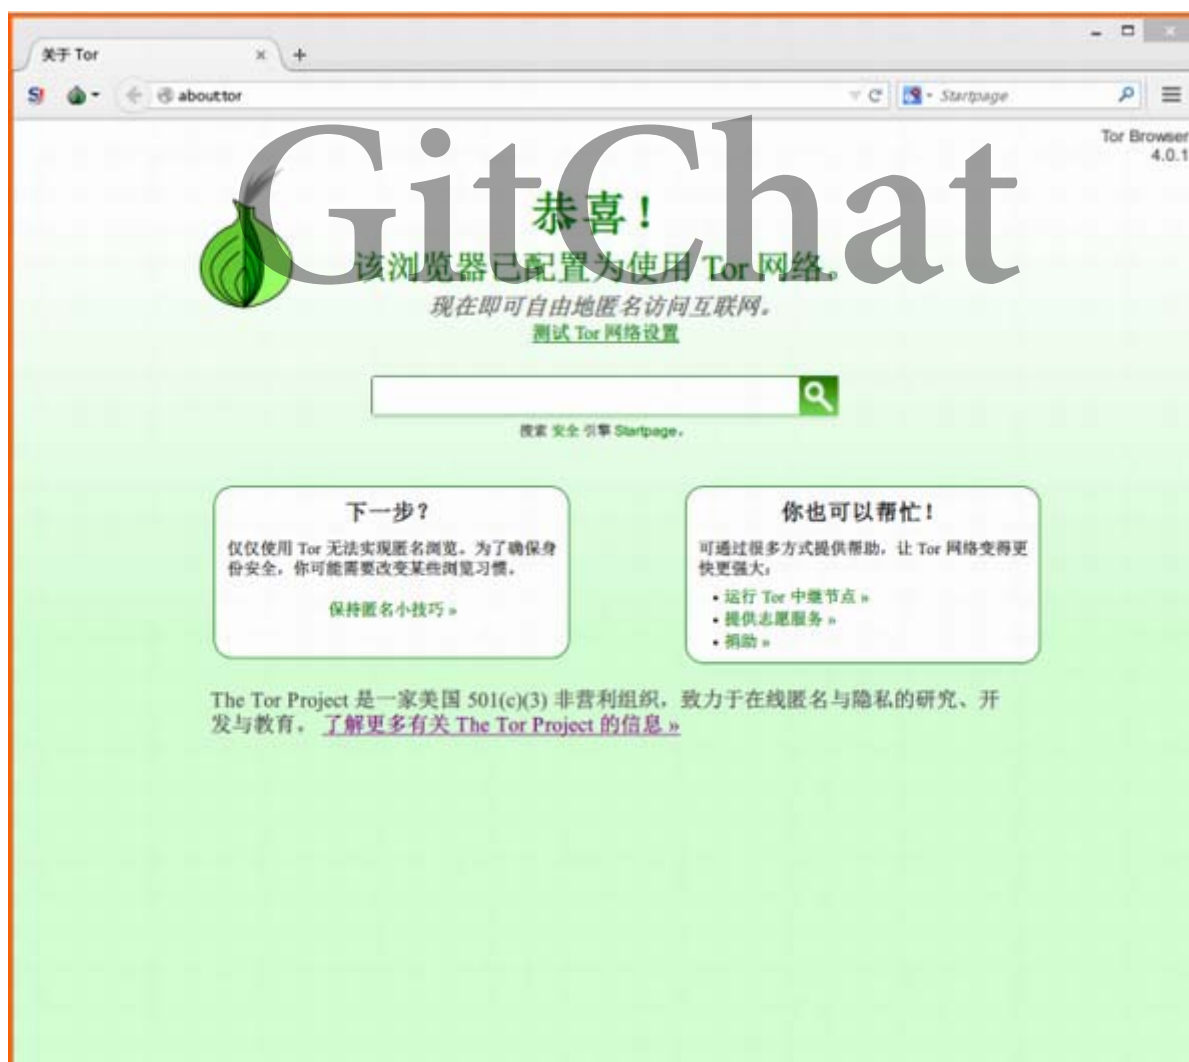 关于 Tor
about:tor
Startpage
Tor Browser
4.0.1
GitChat
恭喜！
该浏览器已配置为使用 Tor 网络。
现在即可自由地匿名访问互联网。
测试 Tor 网络设置
搜索 安全 引擎 Startpage。
下一步？
仅仅使用 Tor 无法实现匿名浏览。为了确保身
份安全，你可能需要改变某些浏览习惯。
保持匿名小技巧 »
你也可以帮忙！
可通过很多方式提供帮助，让 Tor 网络变得更
快更强大：
• 运行 Tor 中继节点 »
• 提供志愿服务 »
• 捐助 »
The Tor Project 是一家美国 501(c)(3) 非营利组织，致力于在线匿名与隐私的研究、开
发与教育。 了解更多有关 The Tor Project 的信息 »